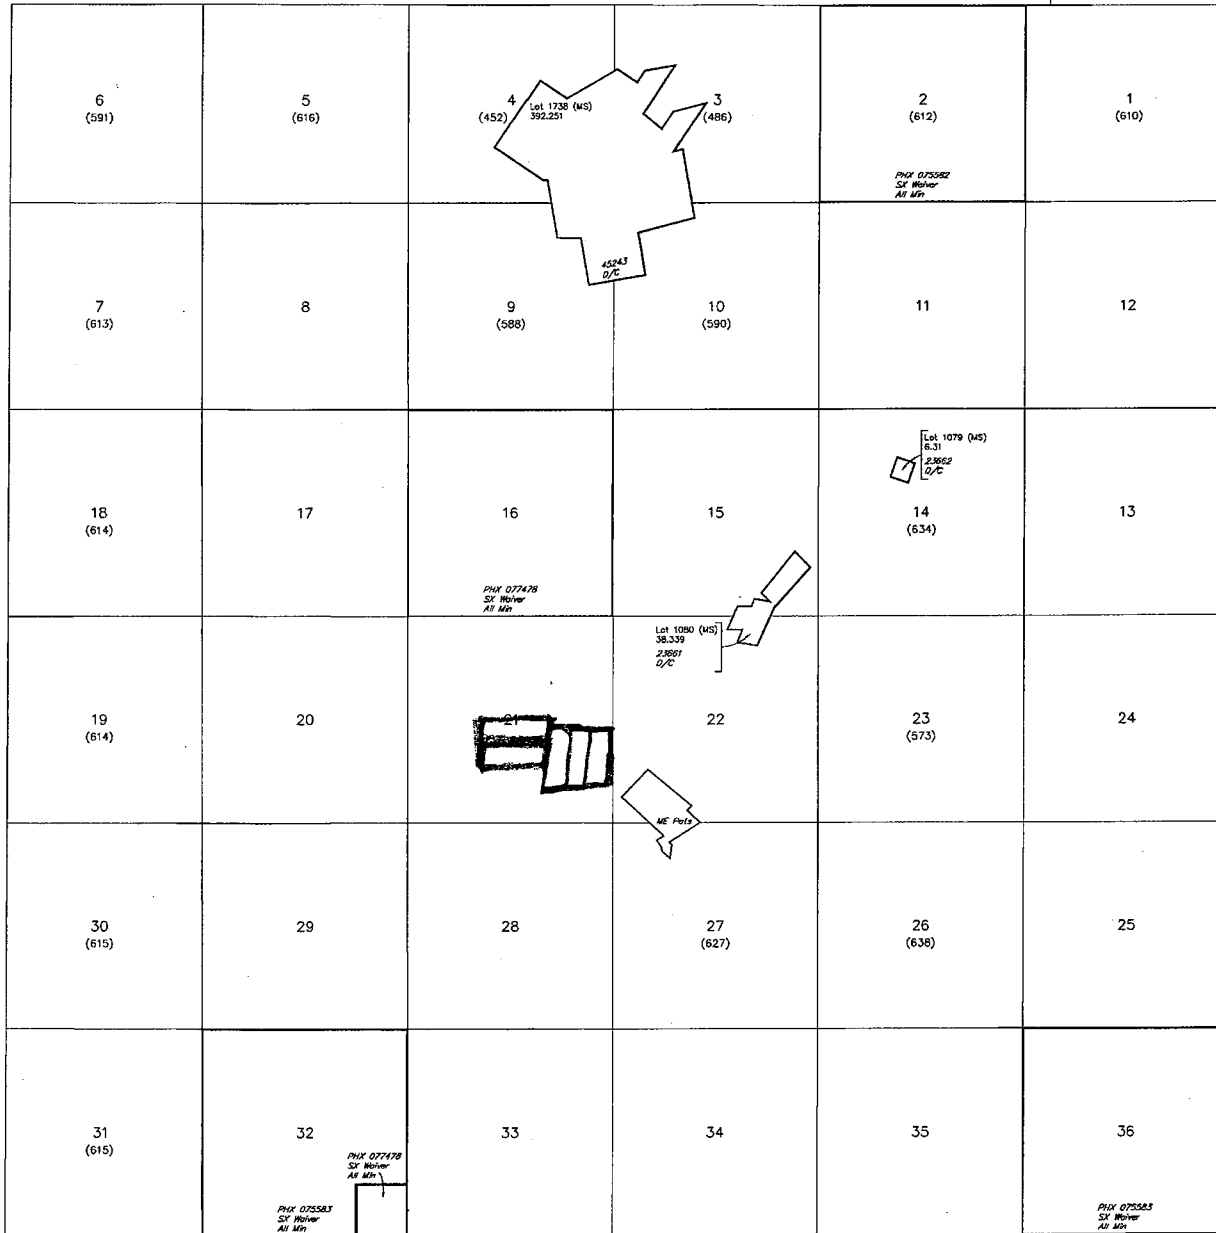 6
(591)
5
(616)
4
(452)
Lot 1738 (MS)
392.251
3
(486)
2
(612)
PHX 075582
SX Waiver
All Min
1
(610)
7
(613)
8
9
(588)
45243
D/C
10
(590)
11
12
18
(614)
17
16
PHX 077478
SX Waiver
All Min
15
Lot 1079 (MS)
6.31
23662
D/C
14
(634)
13
19
(614)
20
21
Lot 1080 (MS)
38.339
23661
D/C
22
ME Pats
23
(573)
24
30
(615)
29
28
27
(627)
26
(638)
25
31
(615)
32
PHX 077478
SX Waiver
All Min
PHX 075583
SX Waiver
All Min
33
34
35
36
PHX 075583
SX Waiver
All Min